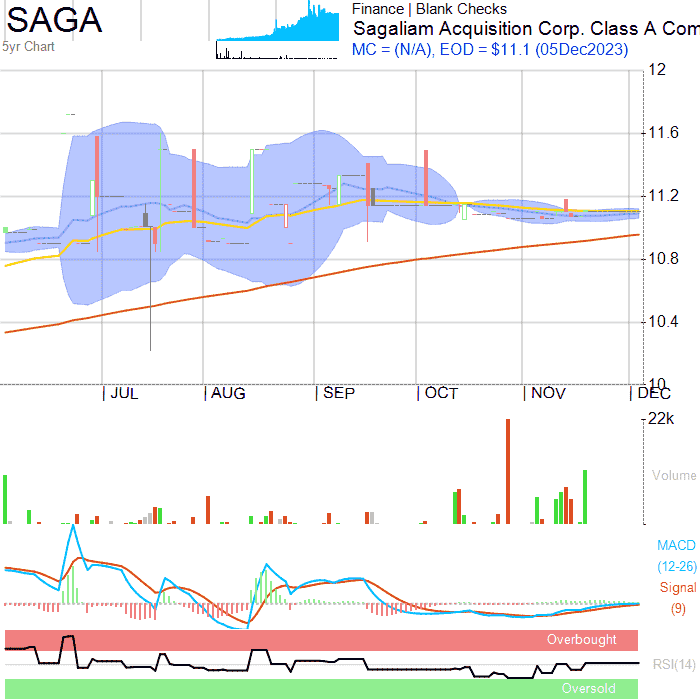 SAGA
5yr Chart
Finance | Blank Checks
Sagaliam Acquisition Corp. Class A Com
MC = (N/A), EOD = $11.1 (05Dec2023)
12
11.6
11.2
10.8
10.4
10
JUL AUG SEP OCT NOV DEC
22k
Volume
MACD
(12-26)
Signal
(9)
Overbought
RSI(14)
Oversold